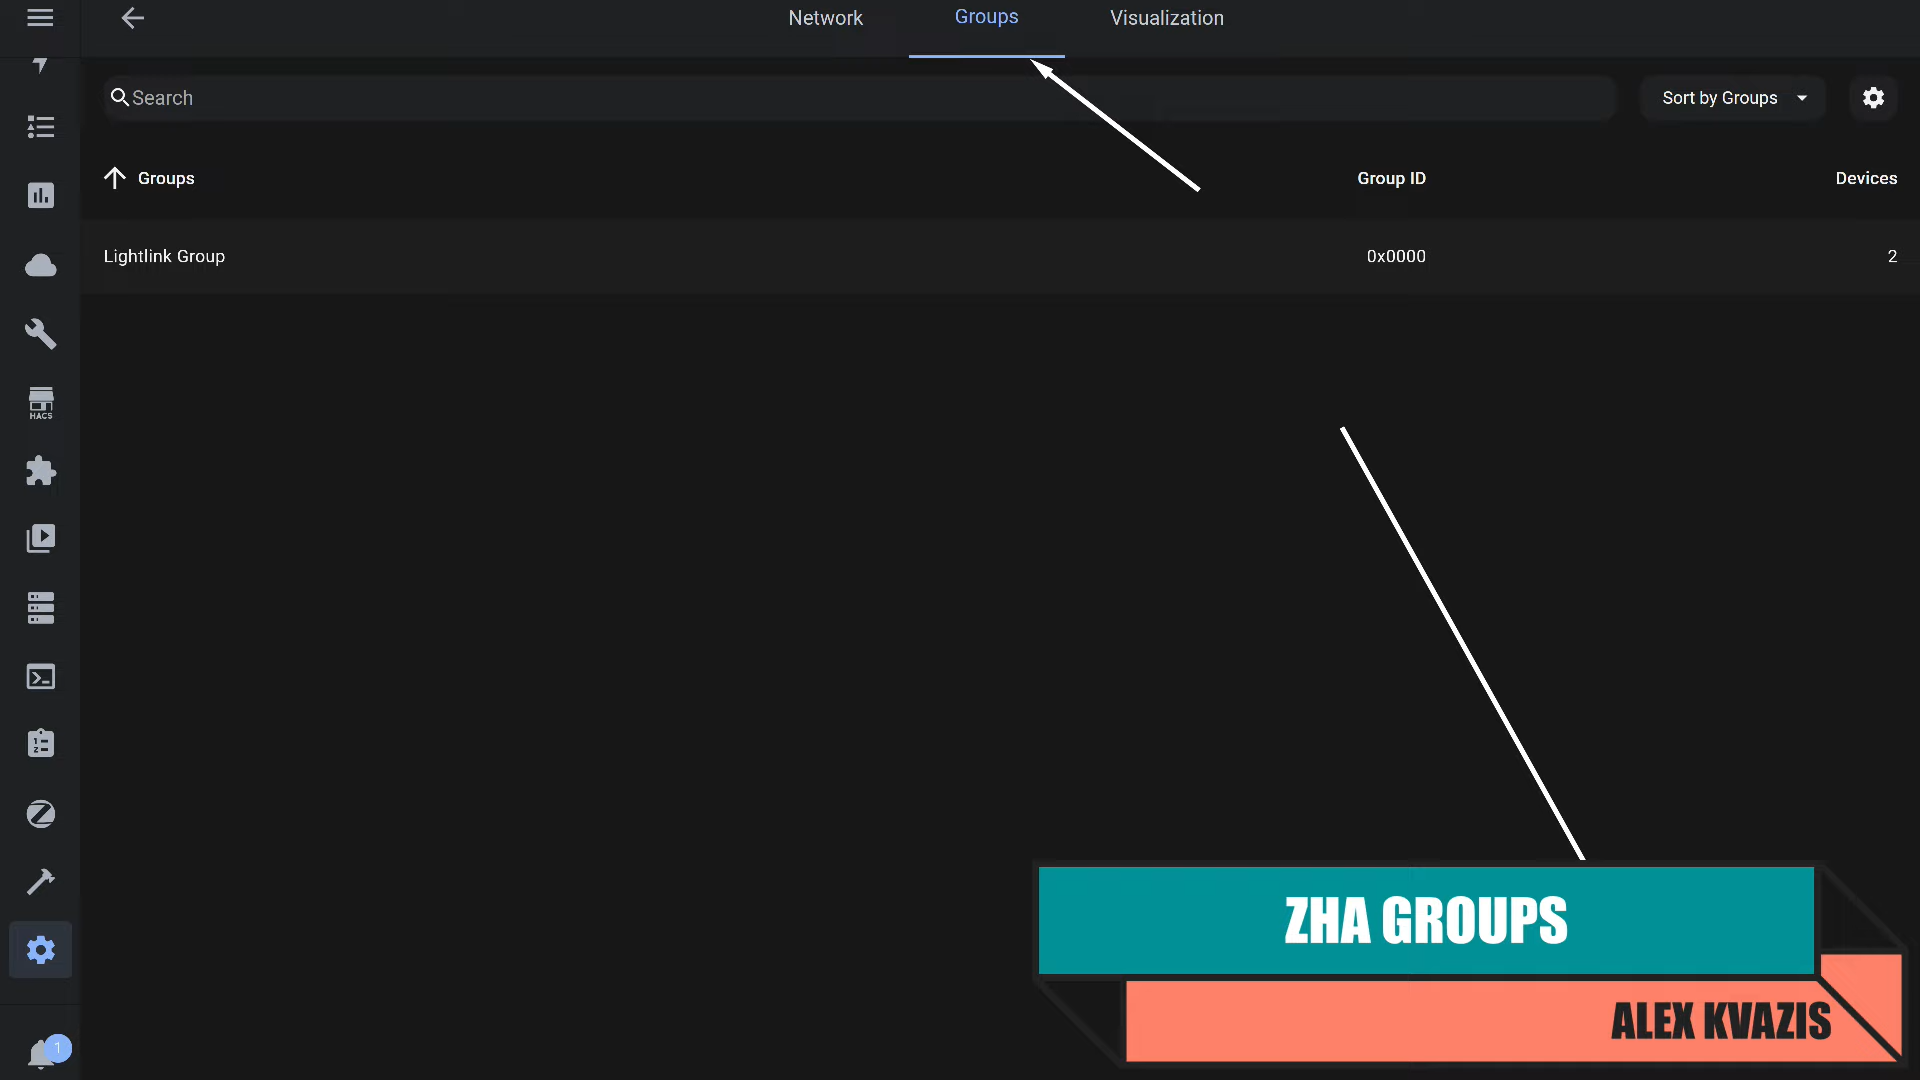 Network
Groups
Visualization
Search
Sort by Groups
Groups
Group ID
Devices
Lightlink Group
0x0000
2
HACS
1
ZHA GROUPS
ALEX KVAZIS